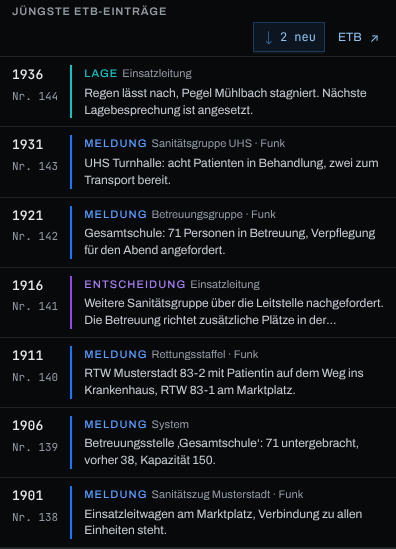 JÜNGSTE ETB-EINTRÄGE
↓ 2 neu ETB ↗
1936 LAGE Einsatzleitung
Nr. 144 Regen lässt nach, Pegel Mühlbach stagniert. Nächste
Lagebesprechung ist angesetzt.
1931 MELDUNG Sanitätsgruppe UHS · Funk
Nr. 143 UHS Turnhalle: acht Patienten in Behandlung, zwei zum
Transport bereit.
1921 MELDUNG Betreuungsgruppe · Funk
Nr. 142 Gesamtschule: 71 Personen in Betreuung, Verpflegung
für den Abend angefordert.
1916 ENTSCHEIDUNG Einsatzleitung
Nr. 141 Weitere Sanitätsgruppe über die Leitstelle nachgefordert.
Die Betreuung richtet zusätzliche Plätze in der...
1911 MELDUNG Rettungsstaffel · Funk
Nr. 140 RTW Musterstadt 83-2 mit Patientin auf dem Weg ins
Krankenhaus, RTW 83-1 am Marktplatz.
1906 MELDUNG System
Nr. 139 Betreuungsstelle ‚Gesamtschule‘: 71 untergebracht,
vorher 38, Kapazität 150.
1901 MELDUNG Sanitätszug Musterstadt · Funk
Nr. 138 Einsatzleitwagen am Marktplatz, Verbindung zu allen
Einheiten steht.